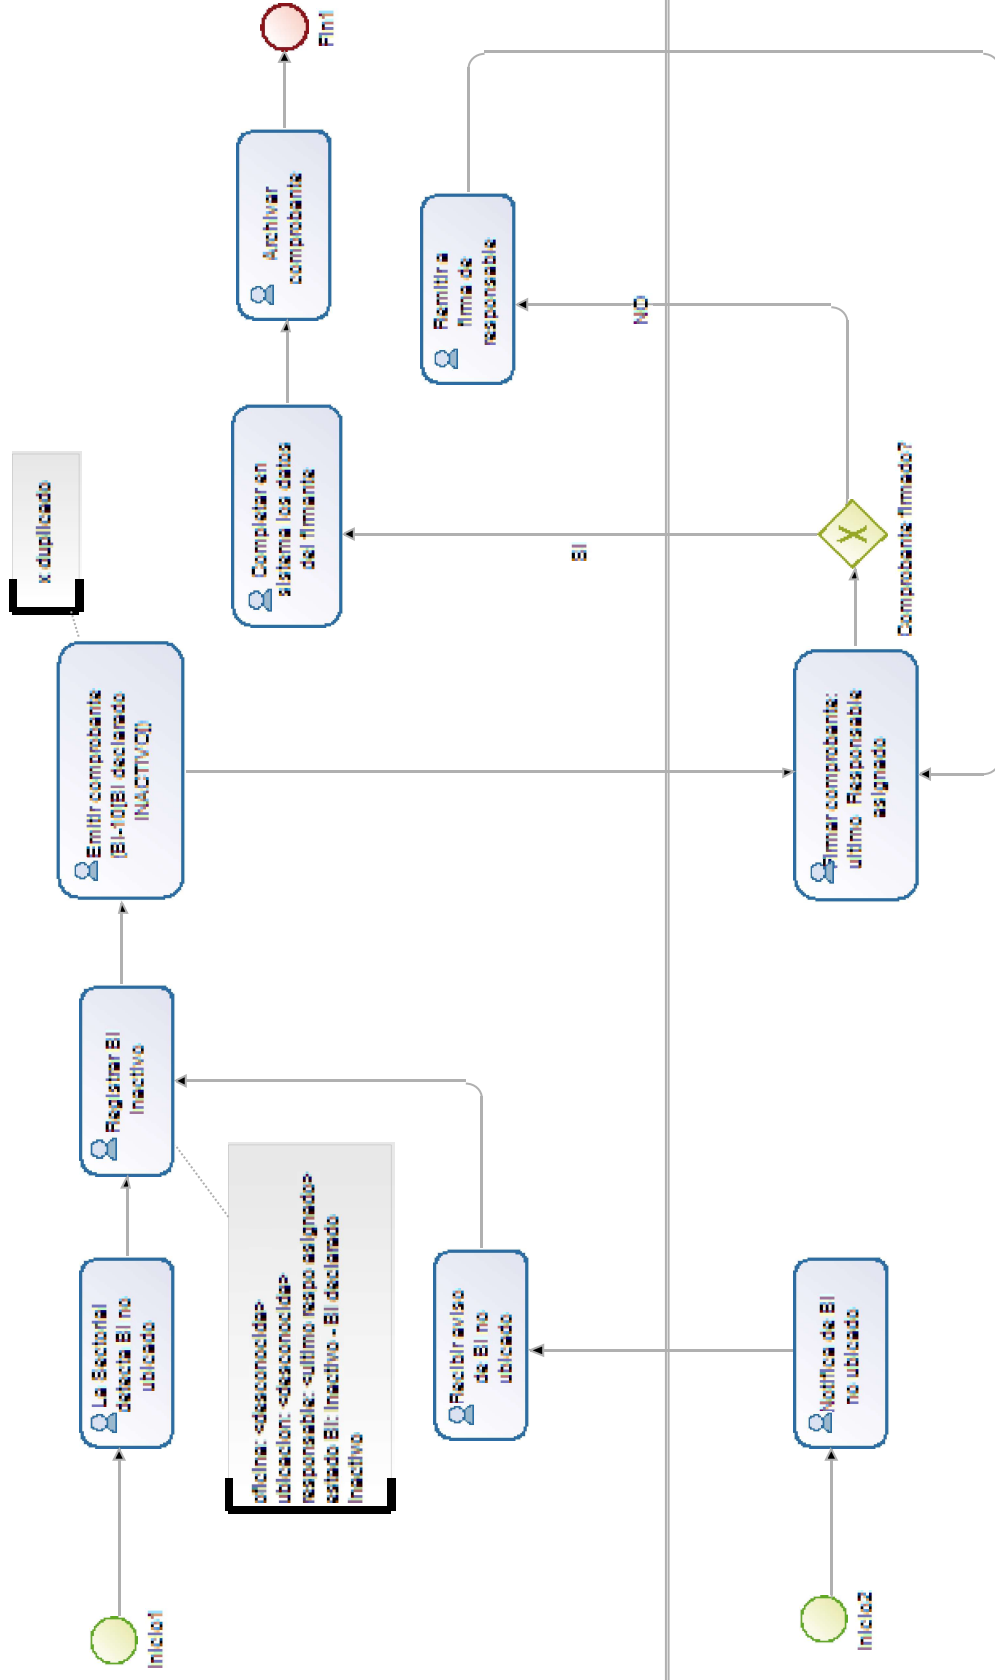 Inicio1
La Sectorial
detecta BI no
ubicado
Registrar BI
Inactivo
Emitir comprobante
(BI-10[BI declarado
INACTIVO])
x duplicado
oficina: <desconocida>
ubicacion: <desconocida>
responsable: <ultimo respo asignado>
estado BI: Inactivo - BI declarado
Inactivo
Completar en
sistema los datos
del firmante
Archivar
comprobante
Fin1
Recibir aviso
de BI no
ubicado
Remitir a
firma de
responsable
SI
NO
Inicio2
Notifica de BI
no ubicado
Firmar comprobante:
ultimo Responsable
asignado
Comprobante firmado?